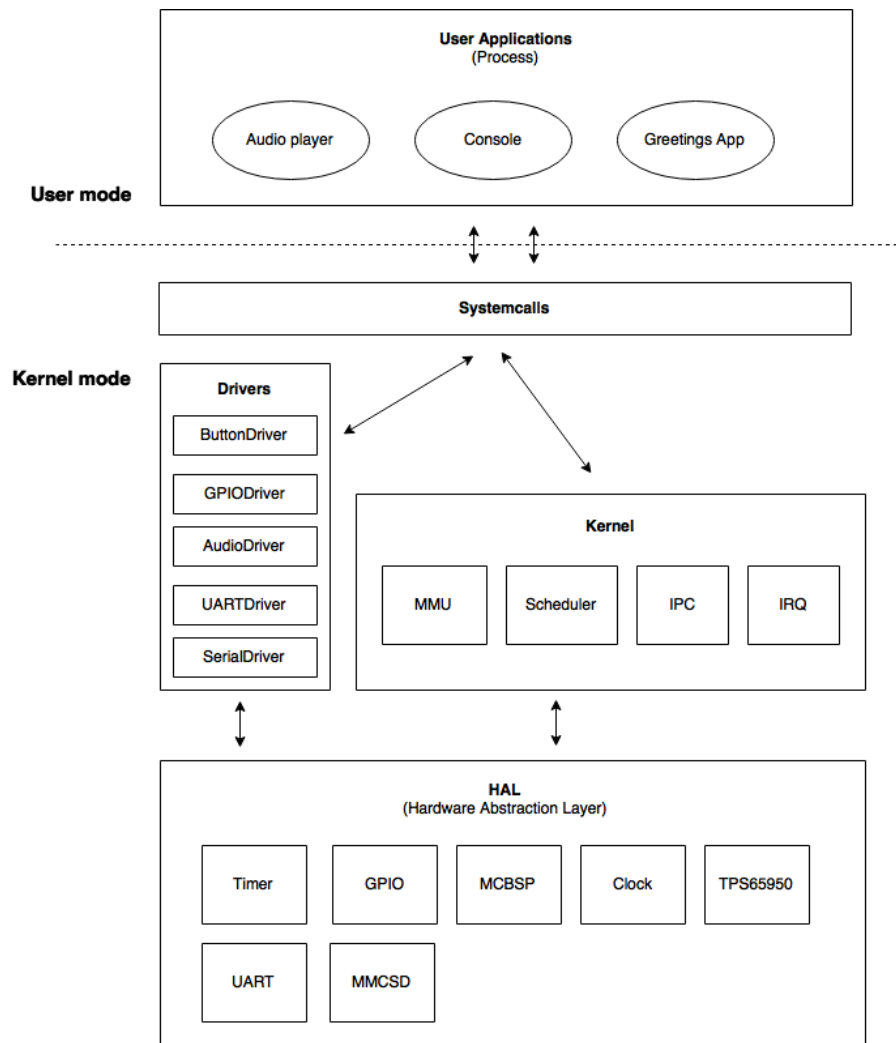 User Applications
(Process)
Audio player
Console
Greetings App
User mode
Systemcalls
Kernel mode
Drivers
ButtonDriver
GPIODriver
AudioDriver
UARTDriver
SerialDriver
Kernel
MMU
Scheduler
IPC
IRQ
HAL
(Hardware Abstraction Layer)
Timer
GPIO
MCBSP
Clock
TPS65950
UART
MMCSD